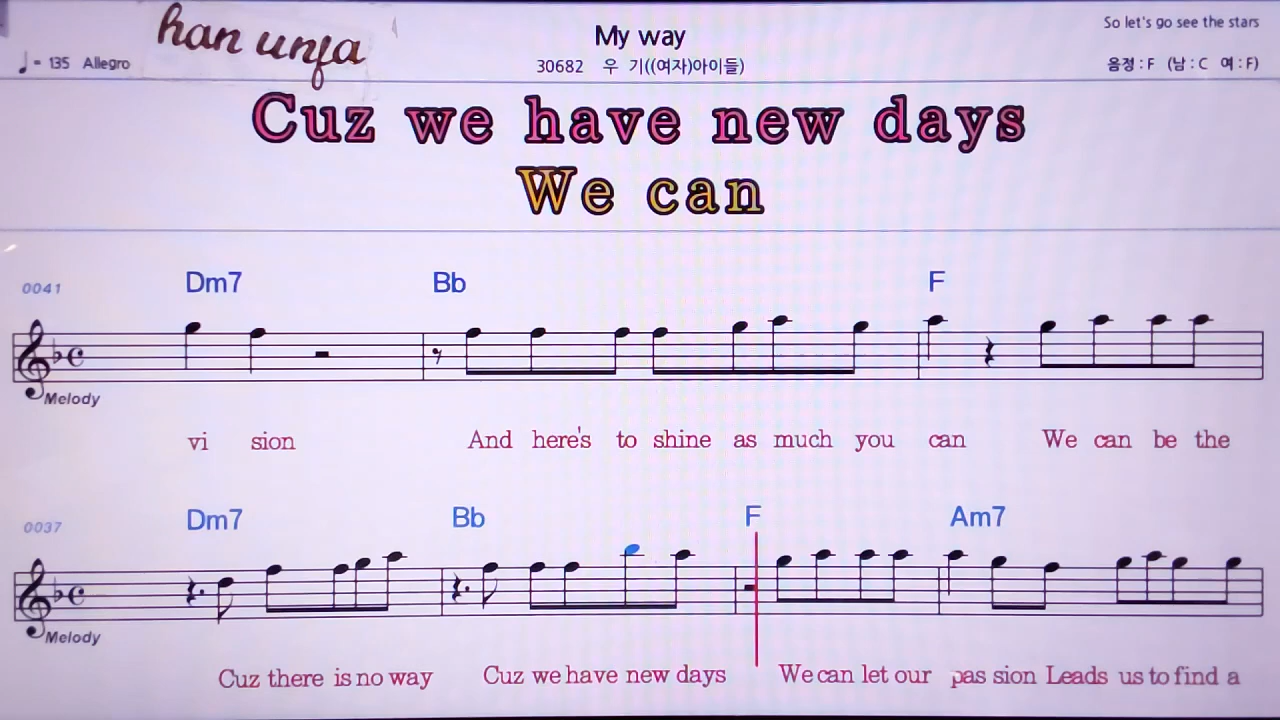 han unfa
My way
So let's go see the stars
♩= 135 Allegro
30682 우 기((여자)아이들)
음정 : F (남 : C 여 : F)
Cuz we have new days
We can
0041 Dm7 Bb F
Melody
vi sion And here's to shine as much you can We can be the
0037 Dm7 Bb F Am7
Melody
Cuz there is no way Cuz we have new days We can let our pas sion Leads us to find a